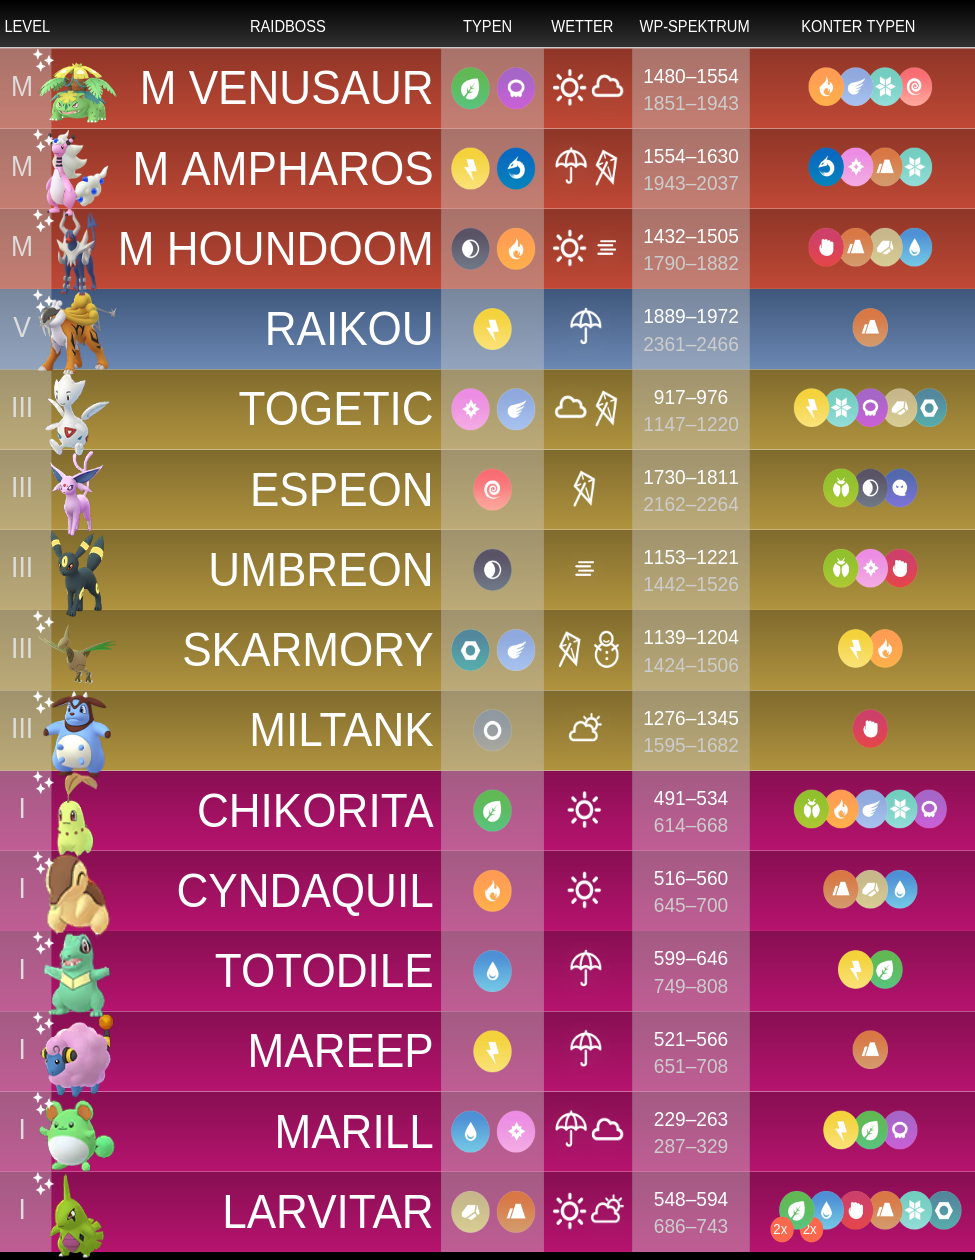 LEVEL RAIDBOSS TYPEN WETTER WP-SPEKTRUM KONTER TYPEN
M M VENUSAUR 1480–1554
1851–1943
M M AMPHAROS 1554–1630
1943–2037
M M HOUNDOOM 1432–1505
1790–1882
V RAIKOU 1889–1972
2361–2466
III TOGETIC 917–976
1147–1220
III ESPEON 1730–1811
2162–2264
III UMBREON 1153–1221
1442–1526
III SKARMORY 1139–1204
1424–1506
III MILTANK 1276–1345
1595–1682
I CHIKORITA 491–534
614–668
I CYNDAQUIL 516–560
645–700
I TOTODILE 599–646
749–808
I MAREEP 521–566
651–708
I MARILL 229–263
287–329
I LARVITAR 548–594
686–743 2x 2x